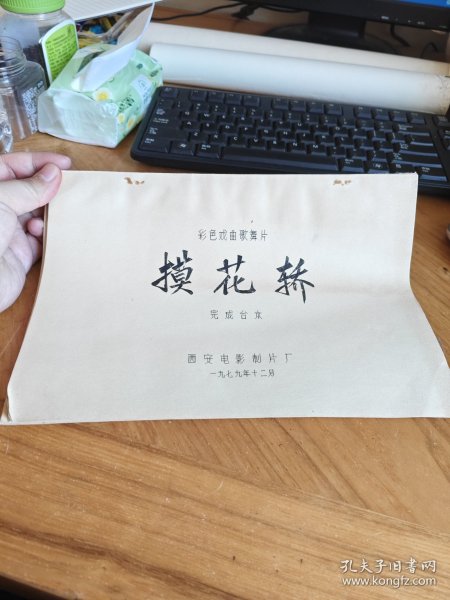 彩色戏曲歌舞片
摸花轿
完成台本
西安电影制片厂
一九七九年十二月
孔夫子旧书网
www.kongfz.com